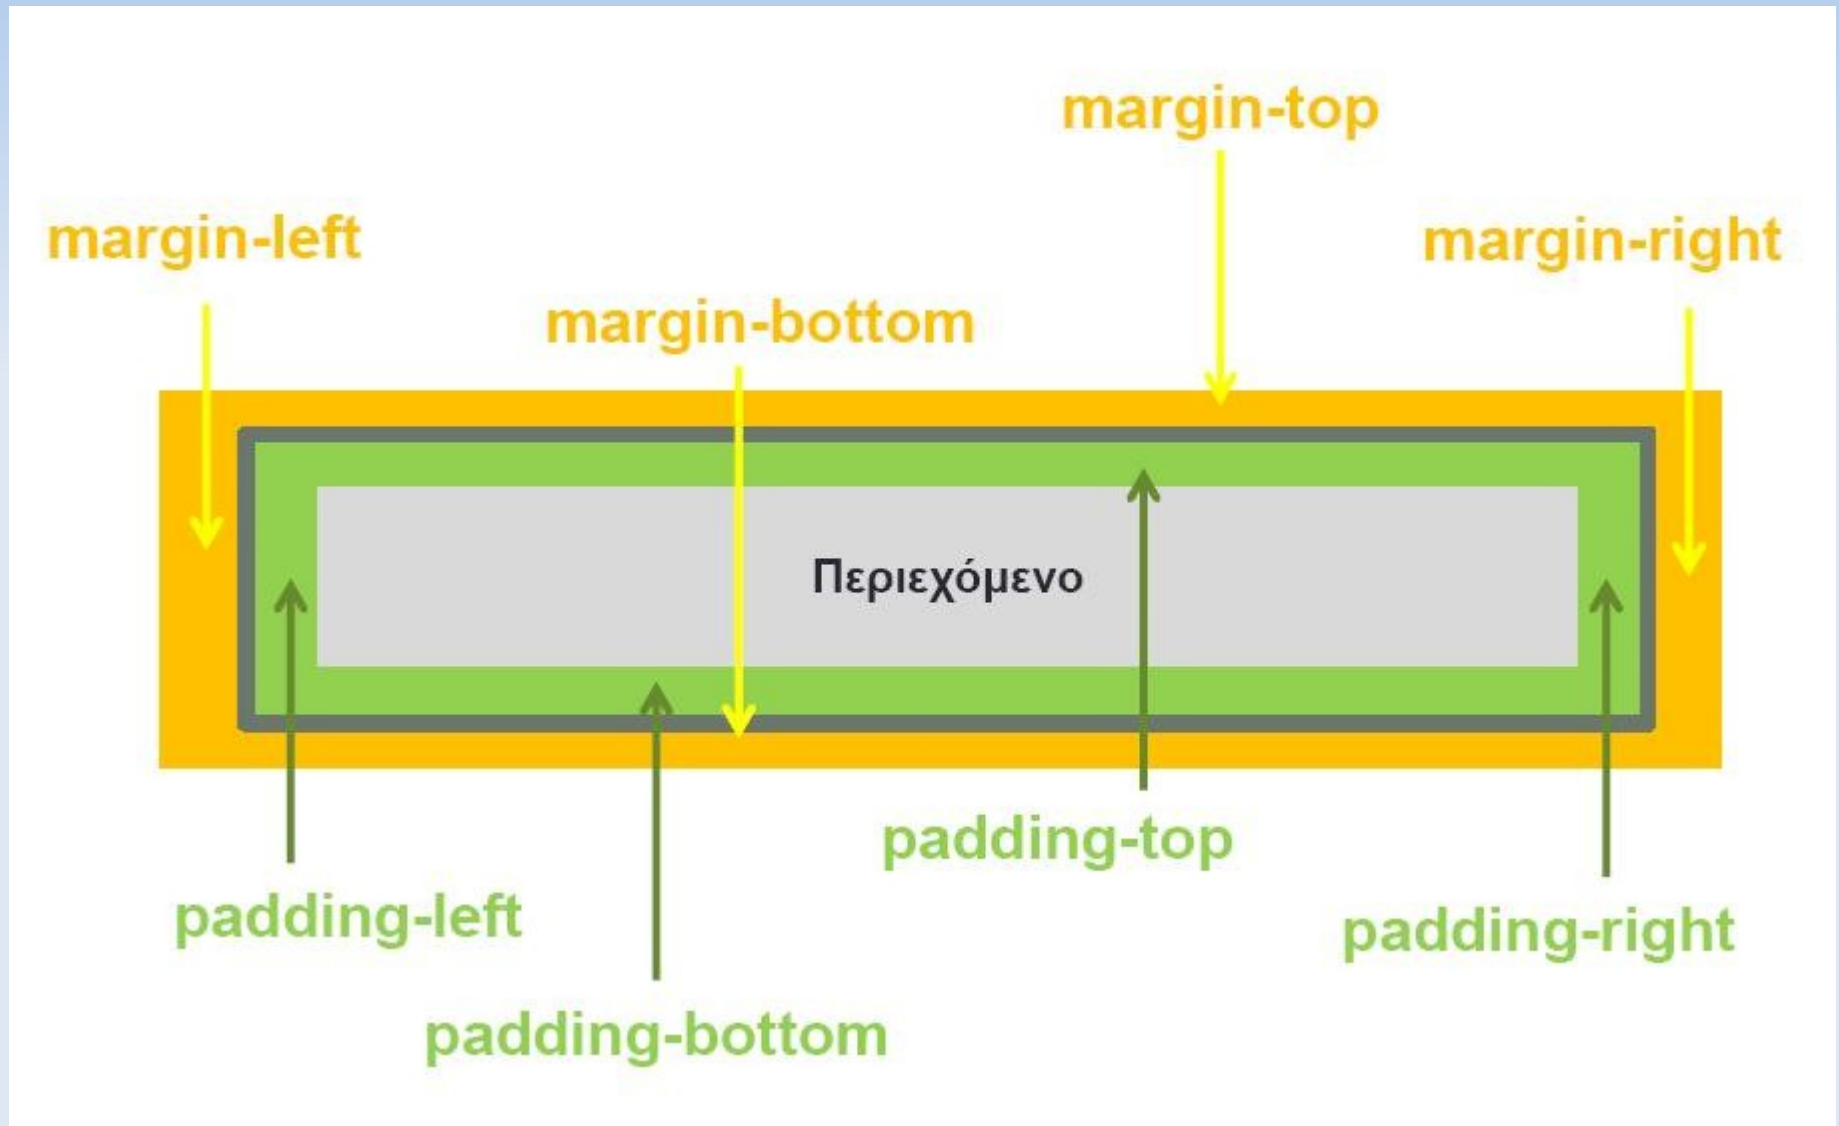 margin-top
margin-left
margin-right
margin-bottom
Περιεχόμενο
padding-top
padding-left
padding-right
padding-bottom